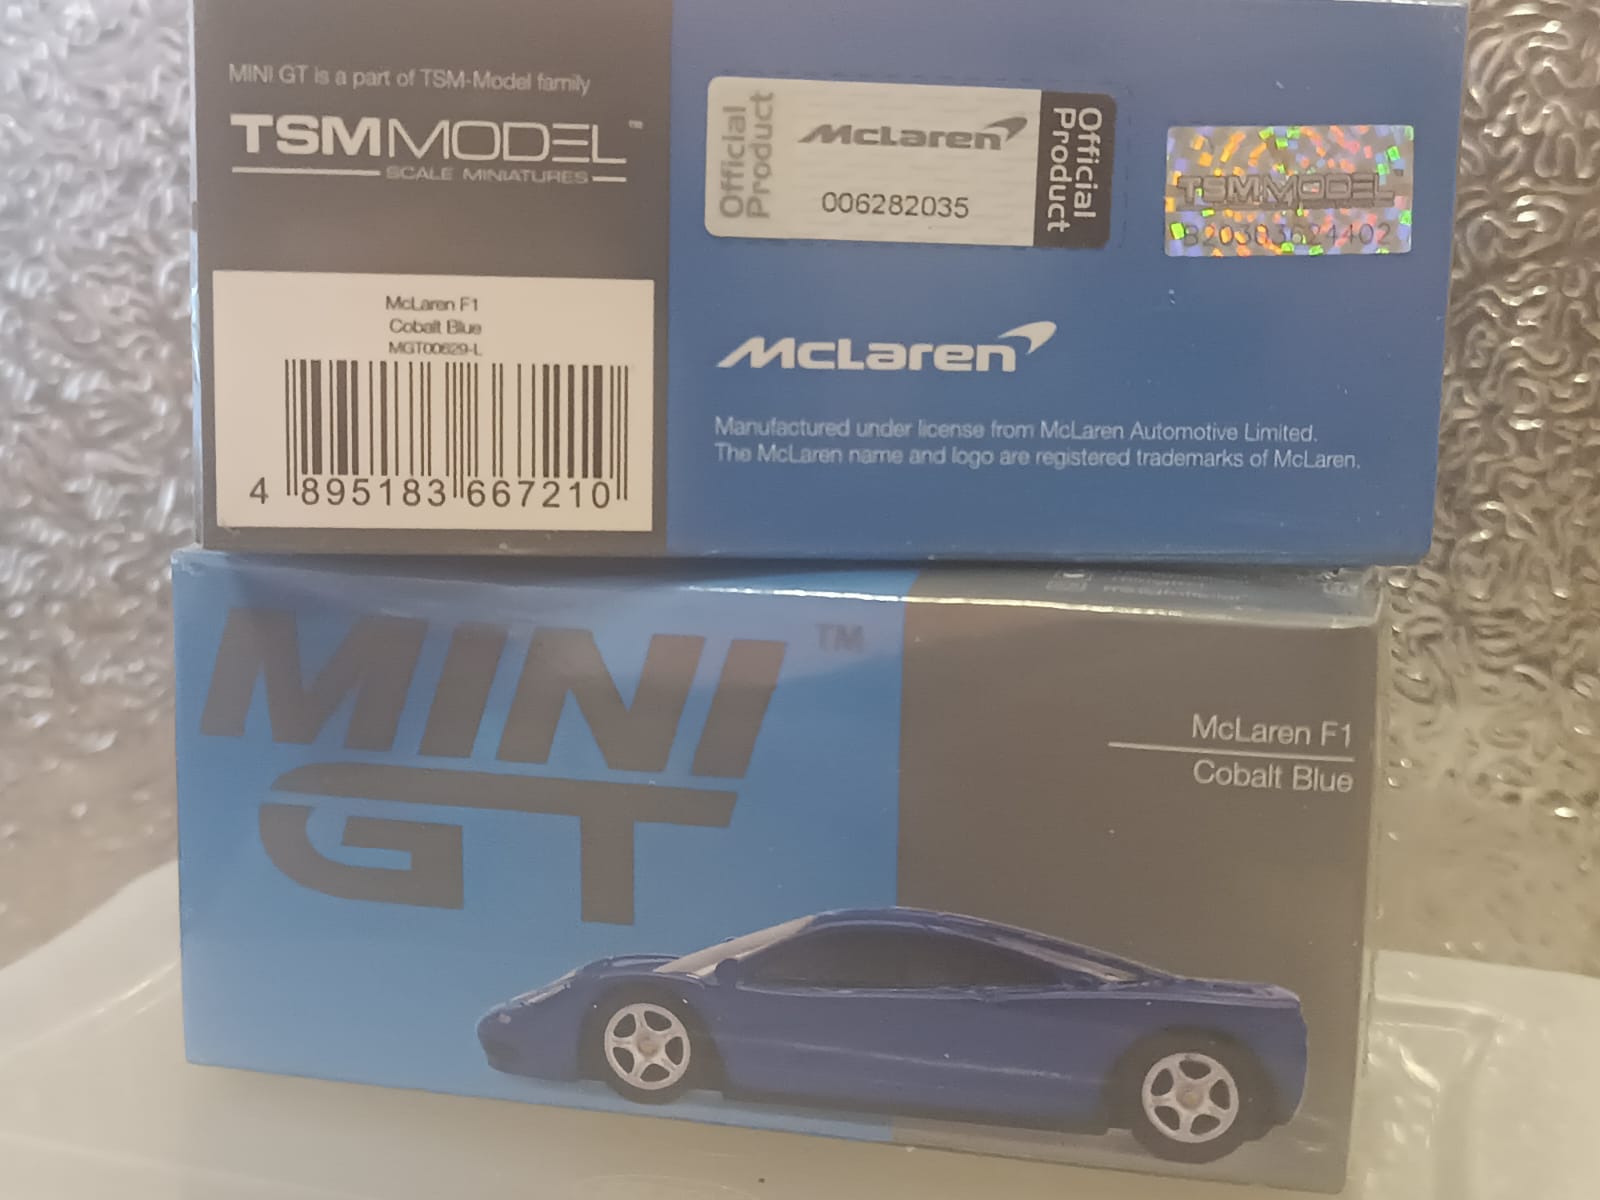 MINI GT is a part of TSM-Model family
TSMMODEL™
SCALE MINIATURES
McLaren F1
Cobalt Blue
MGT00629-L
4 895183 667210
Official Product
McLaren
006282035
Official Product
TSMMODEL
McLaren
Manufactured under license from McLaren Automotive Limited.
The McLaren name and logo are registered trademarks of McLaren.
MINI
GT
TM
McLaren F1
Cobalt Blue